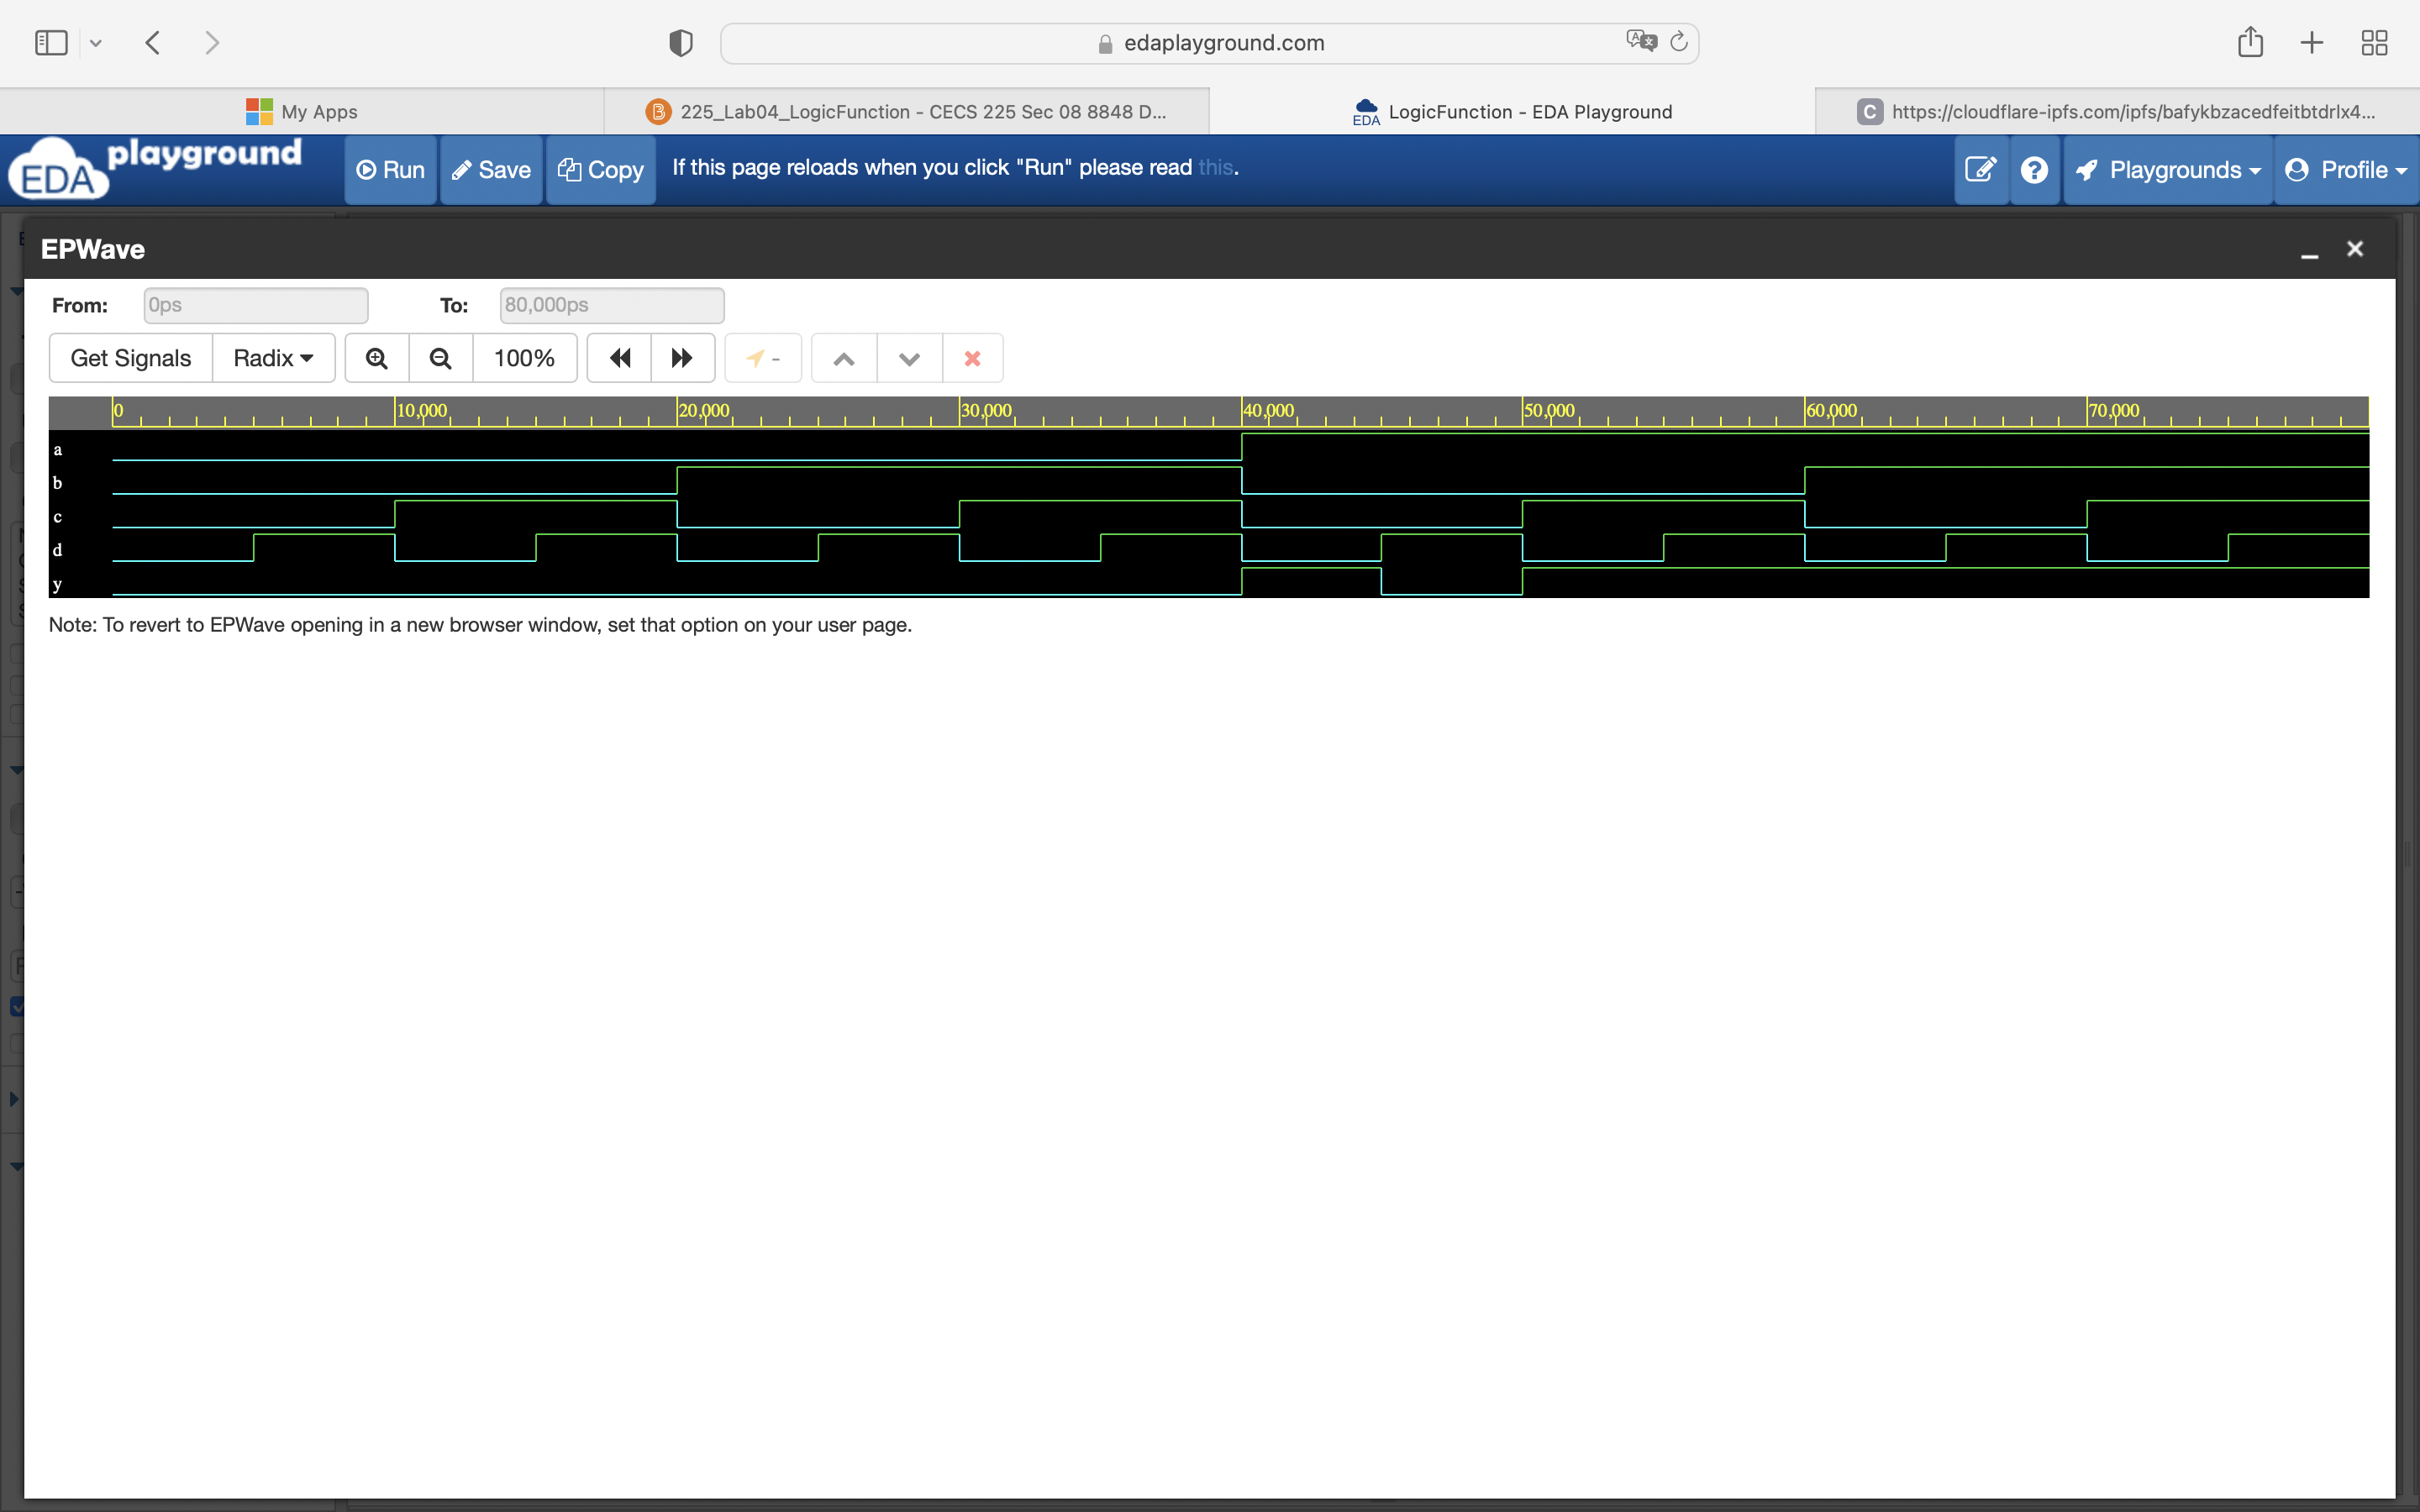 edaplayground.com
My Apps
225_Lab04_LogicFunction - CECS 225 Sec 08 8848 D...
EDA
LogicFunction - EDA Playground
C
https://cloudflare-ipfs.com/ipfs/bafykbzacedfeitbtdrlx4...
EDA playground
Run
Save
Copy
If this page reloads when you click "Run" please read this.
Playgrounds
Profile
EPWave
From: 0ps To: 80,000ps
Get Signals
Radix
100%
-
0 10,000 20,000 30,000 40,000 50,000 60,000 70,000
a
b
c
d
y
Note: To revert to EPWave opening in a new browser window, set that option on your user page.